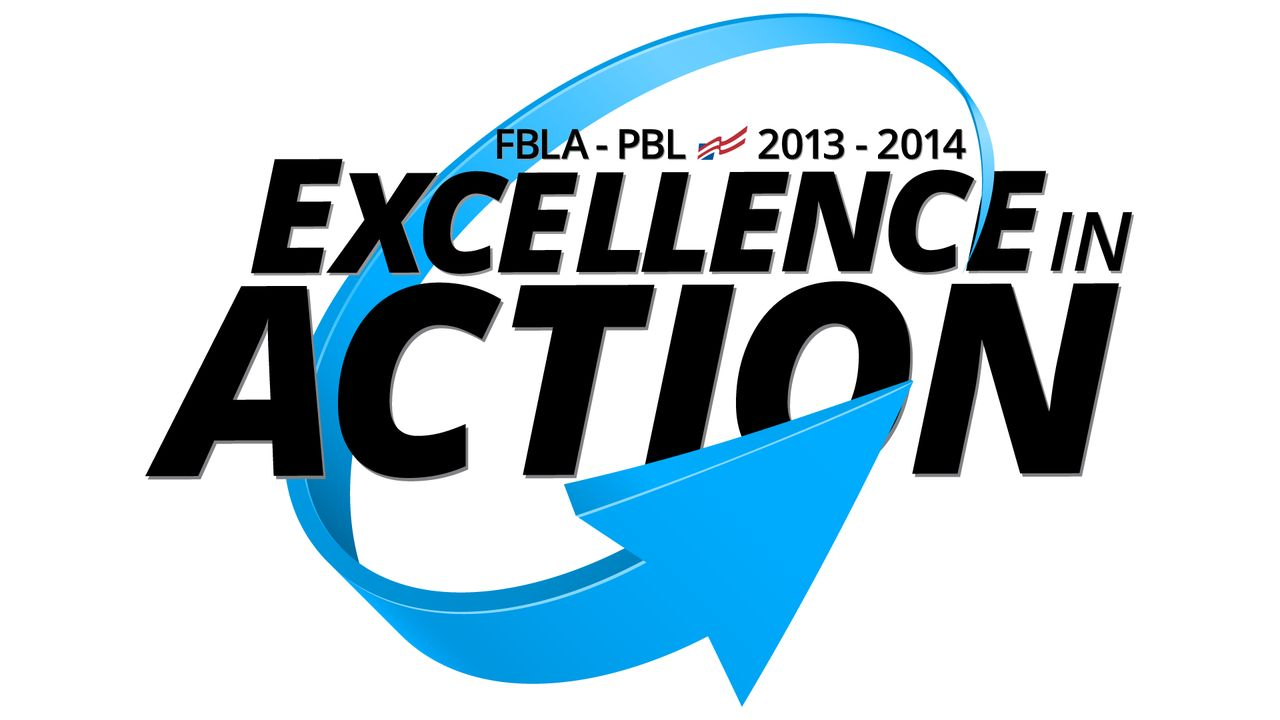 FBLA - PBL 2013 - 2014
EXCELLENCE IN
ACTION